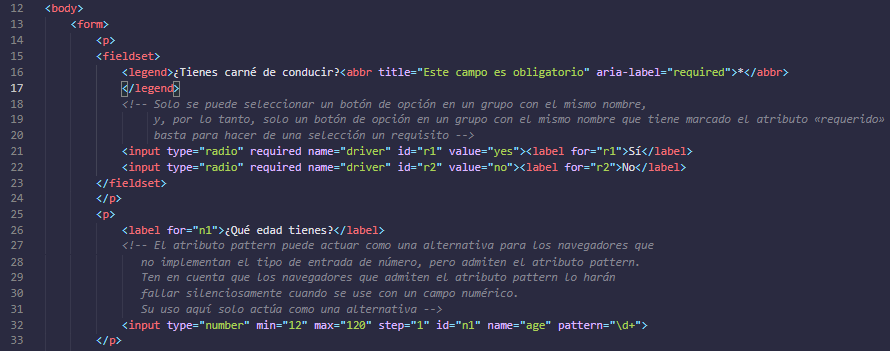 12 <body>
13 <form>
14 <p>
15 <fieldset>
16 <legend>¿Tienes carné de conducir?<abbr title="Este campo es obligatorio" aria-label="required">*</abbr>
17 </legend>
18 <!-- Solo se puede seleccionar un botón de opción en un grupo con el mismo nombre,
19 y, por lo tanto, solo un botón de opción en un grupo con el mismo nombre que tiene marcado el atributo «requerido»
20 basta para hacer de una selección un requisito -->
21 <input type="radio" required name="driver" id="r1" value="yes"><label for="r1">Sí</label>
22 <input type="radio" required name="driver" id="r2" value="no"><label for="r2">No</label>
23 </fieldset>
24 </p>
25 <p>
26 <label for="n1">¿Qué edad tienes?</label>
27 <!-- El atributo pattern puede actuar como una alternativa para los navegadores que
28 no implementan el tipo de entrada de número, pero admiten el atributo pattern.
29 Ten en cuenta que los navegadores que admiten el atributo pattern lo harán
30 fallar silenciosamente cuando se use con un campo numérico.
31 Su uso aquí solo actúa como una alternativa -->
32 <input type="number" min="12" max="120" step="1" id="n1" name="age" pattern="\d+">
33 </p>